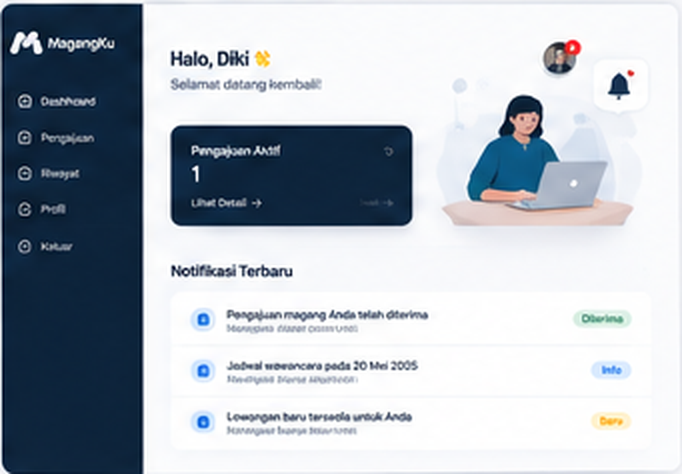 MagangKu
Dashboard
Pengajuan
Riwayat
Profil
Keluar
Halo, Diki
Selamat datang kembali!
Pengajuan Aktif
1
Lihat Detail →
Notifikasi Terbaru
Pengajuan magang Anda telah diterima
Diterima
Jadwal wawancara pada 20 Mei 2005
Info
Lowongan baru tersedia untuk Anda
Baru